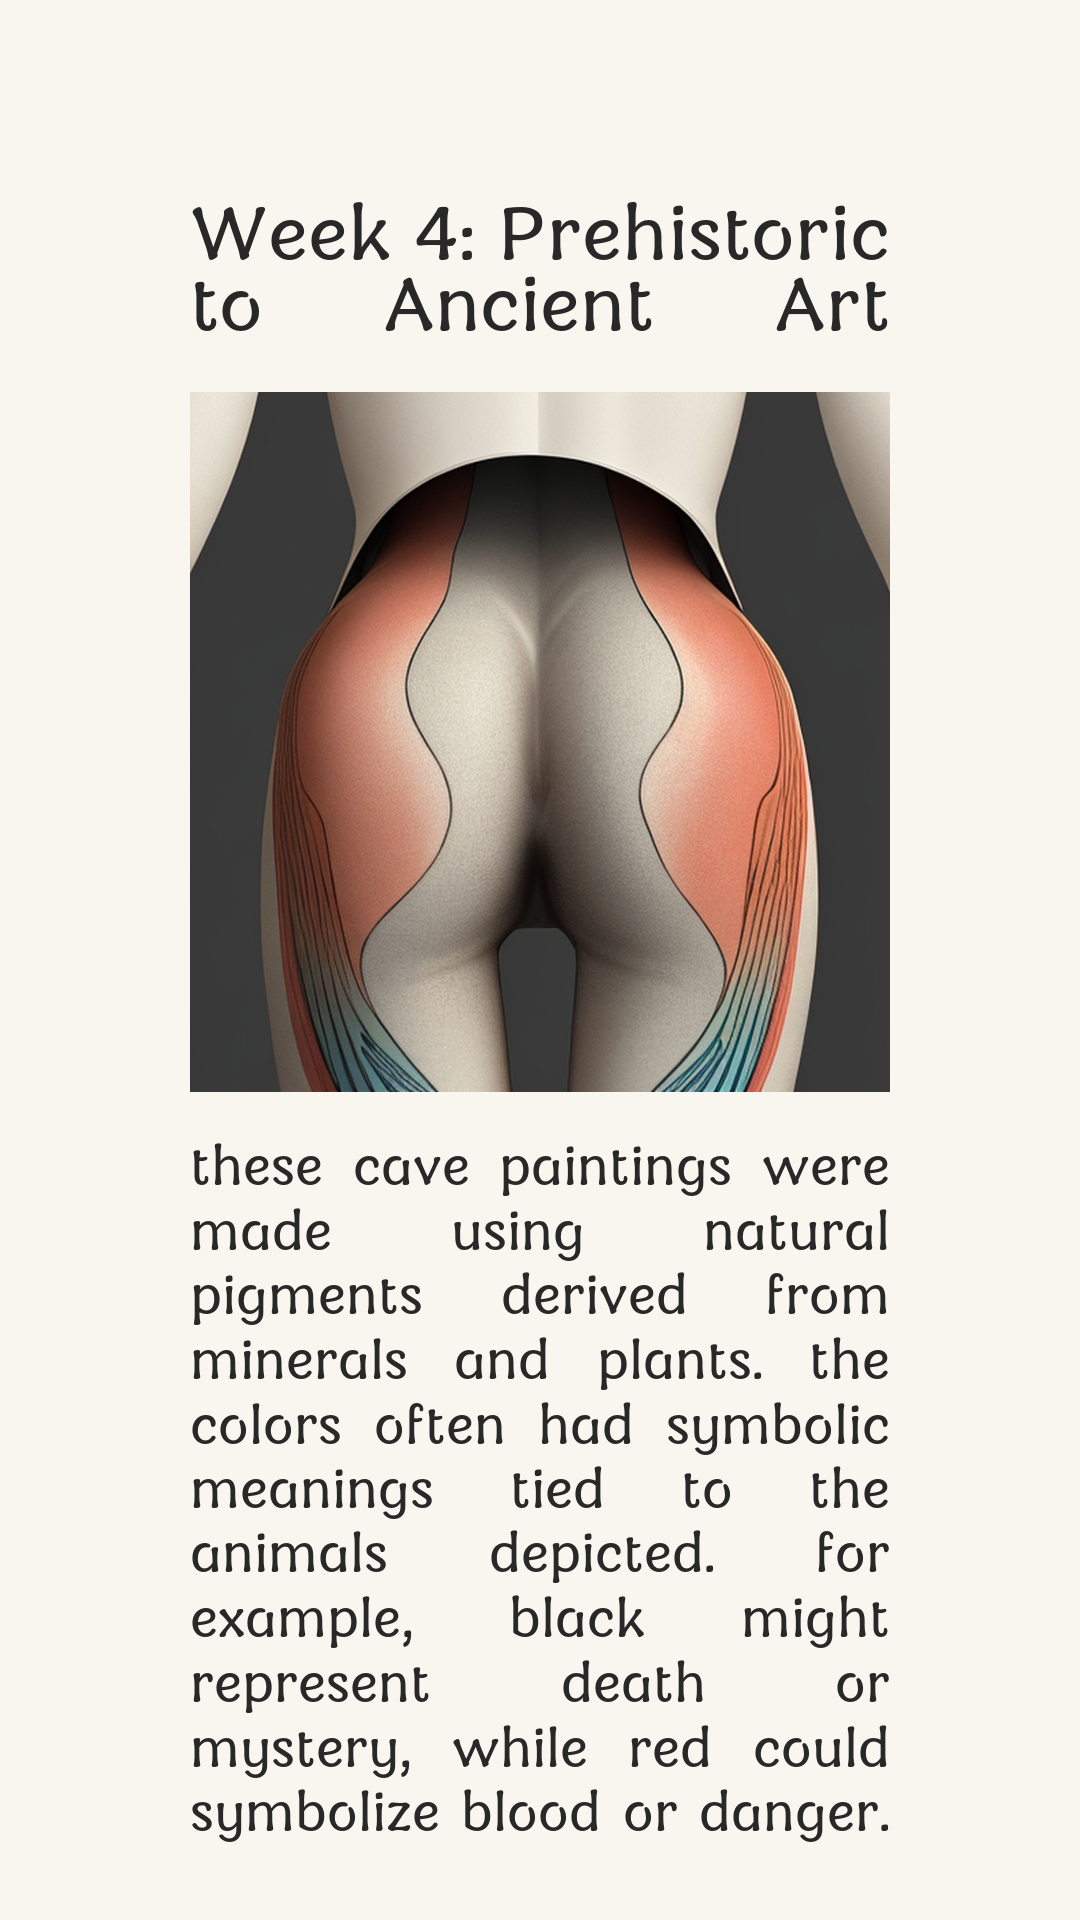 Week 4: Prehistoric
to Ancient Art
these cave paintings were
made using natural
pigments derived from
minerals and plants. the
colors often had symbolic
meanings tied to the
animals depicted. for
example, black might
represent death or
mystery, while red could
symbolize blood or danger.